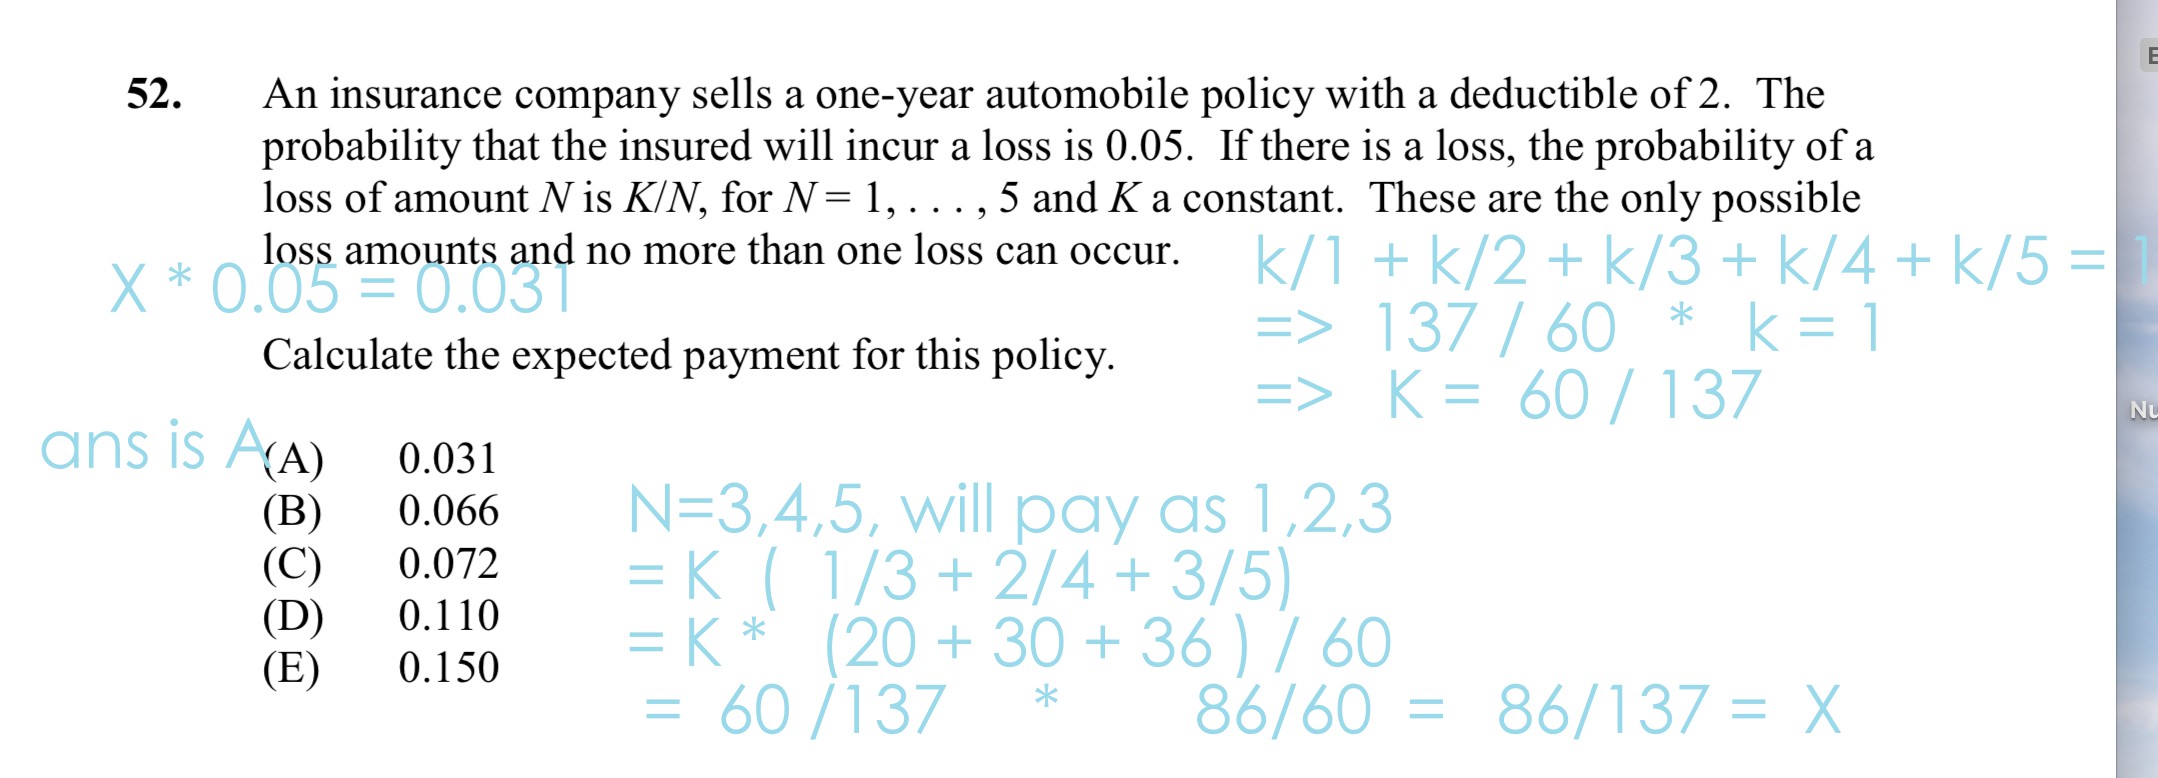 52. An insurance company sells a one-year automobile policy with a deductible of 2. The
probability that the insured will incur a loss is 0.05. If there is a loss, the probability of a
loss of amount N is K/N, for N = 1, . . . , 5 and K a constant. These are the only possible
loss amounts and no more than one loss can occur.
k/1 + k/2 + k/3 + k/4 + k/5 = 1
X * 0.05 = 0.031
=> 137 / 60 * k = 1
Calculate the expected payment for this policy.
=> K = 60 / 137
ans is A
(A) 0.031
(B) 0.066
(C) 0.072
(D) 0.110
(E) 0.150
N=3,4,5, will pay as 1,2,3
= K ( 1/3 + 2/4 + 3/5)
= K * (20 + 30 + 36 ) / 60
= 60 /137 * 86/60 = 86/137 = X